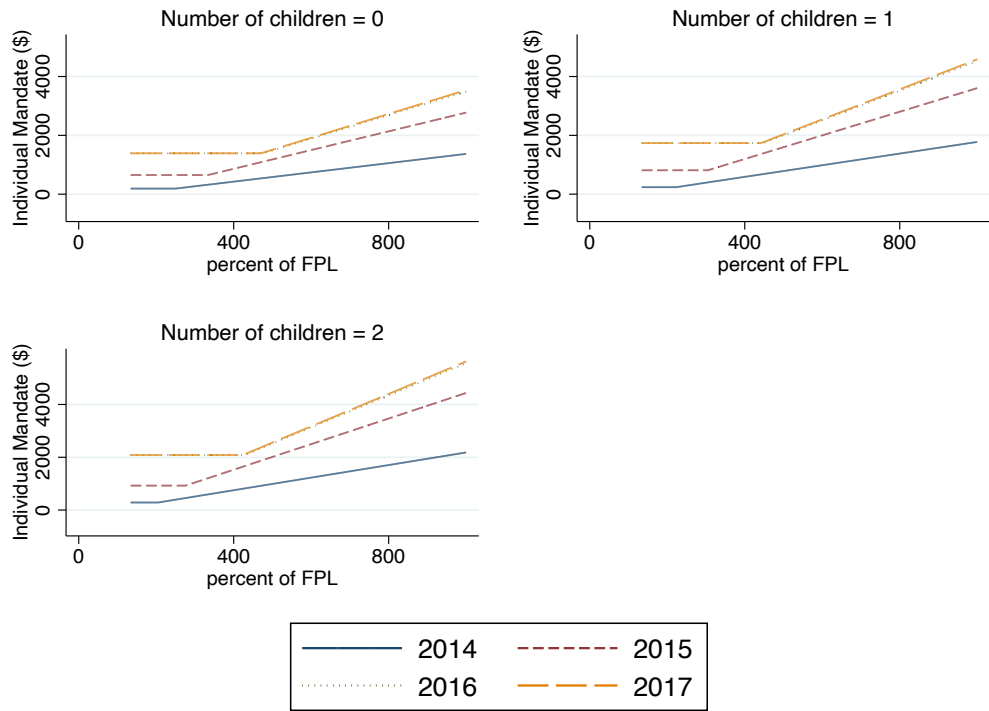 Number of children = 0
Individual Mandate ($)
4000
2000
0
0 400 800
percent of FPL
Number of children = 1
Individual Mandate ($)
4000
2000
0
0 400 800
percent of FPL
Number of children = 2
Individual Mandate ($)
4000
2000
0
0 400 800
percent of FPL
2014 2015
2016 2017